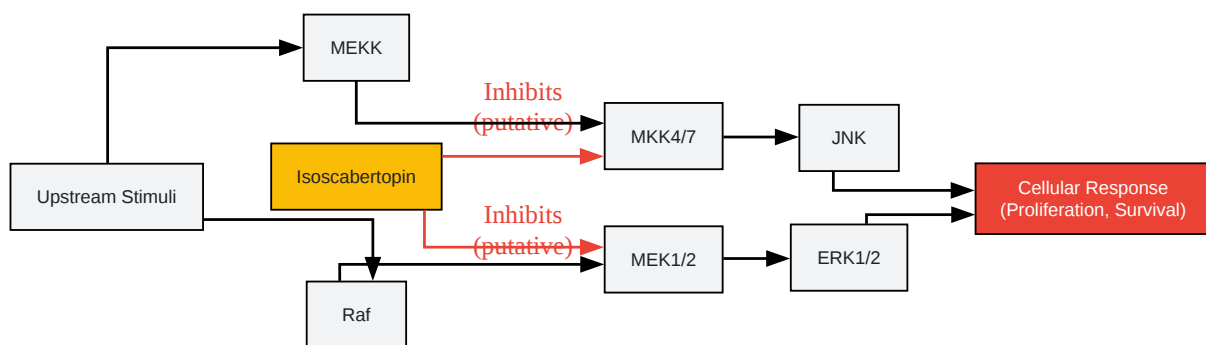 MEKK
Inhibits
(putative)
MKK4/7
JNK
Isoscabertopin
Upstream Stimuli
Cellular Response
(Proliferation, Survival)
Inhibits
(putative)
MEK1/2
ERK1/2
Raf